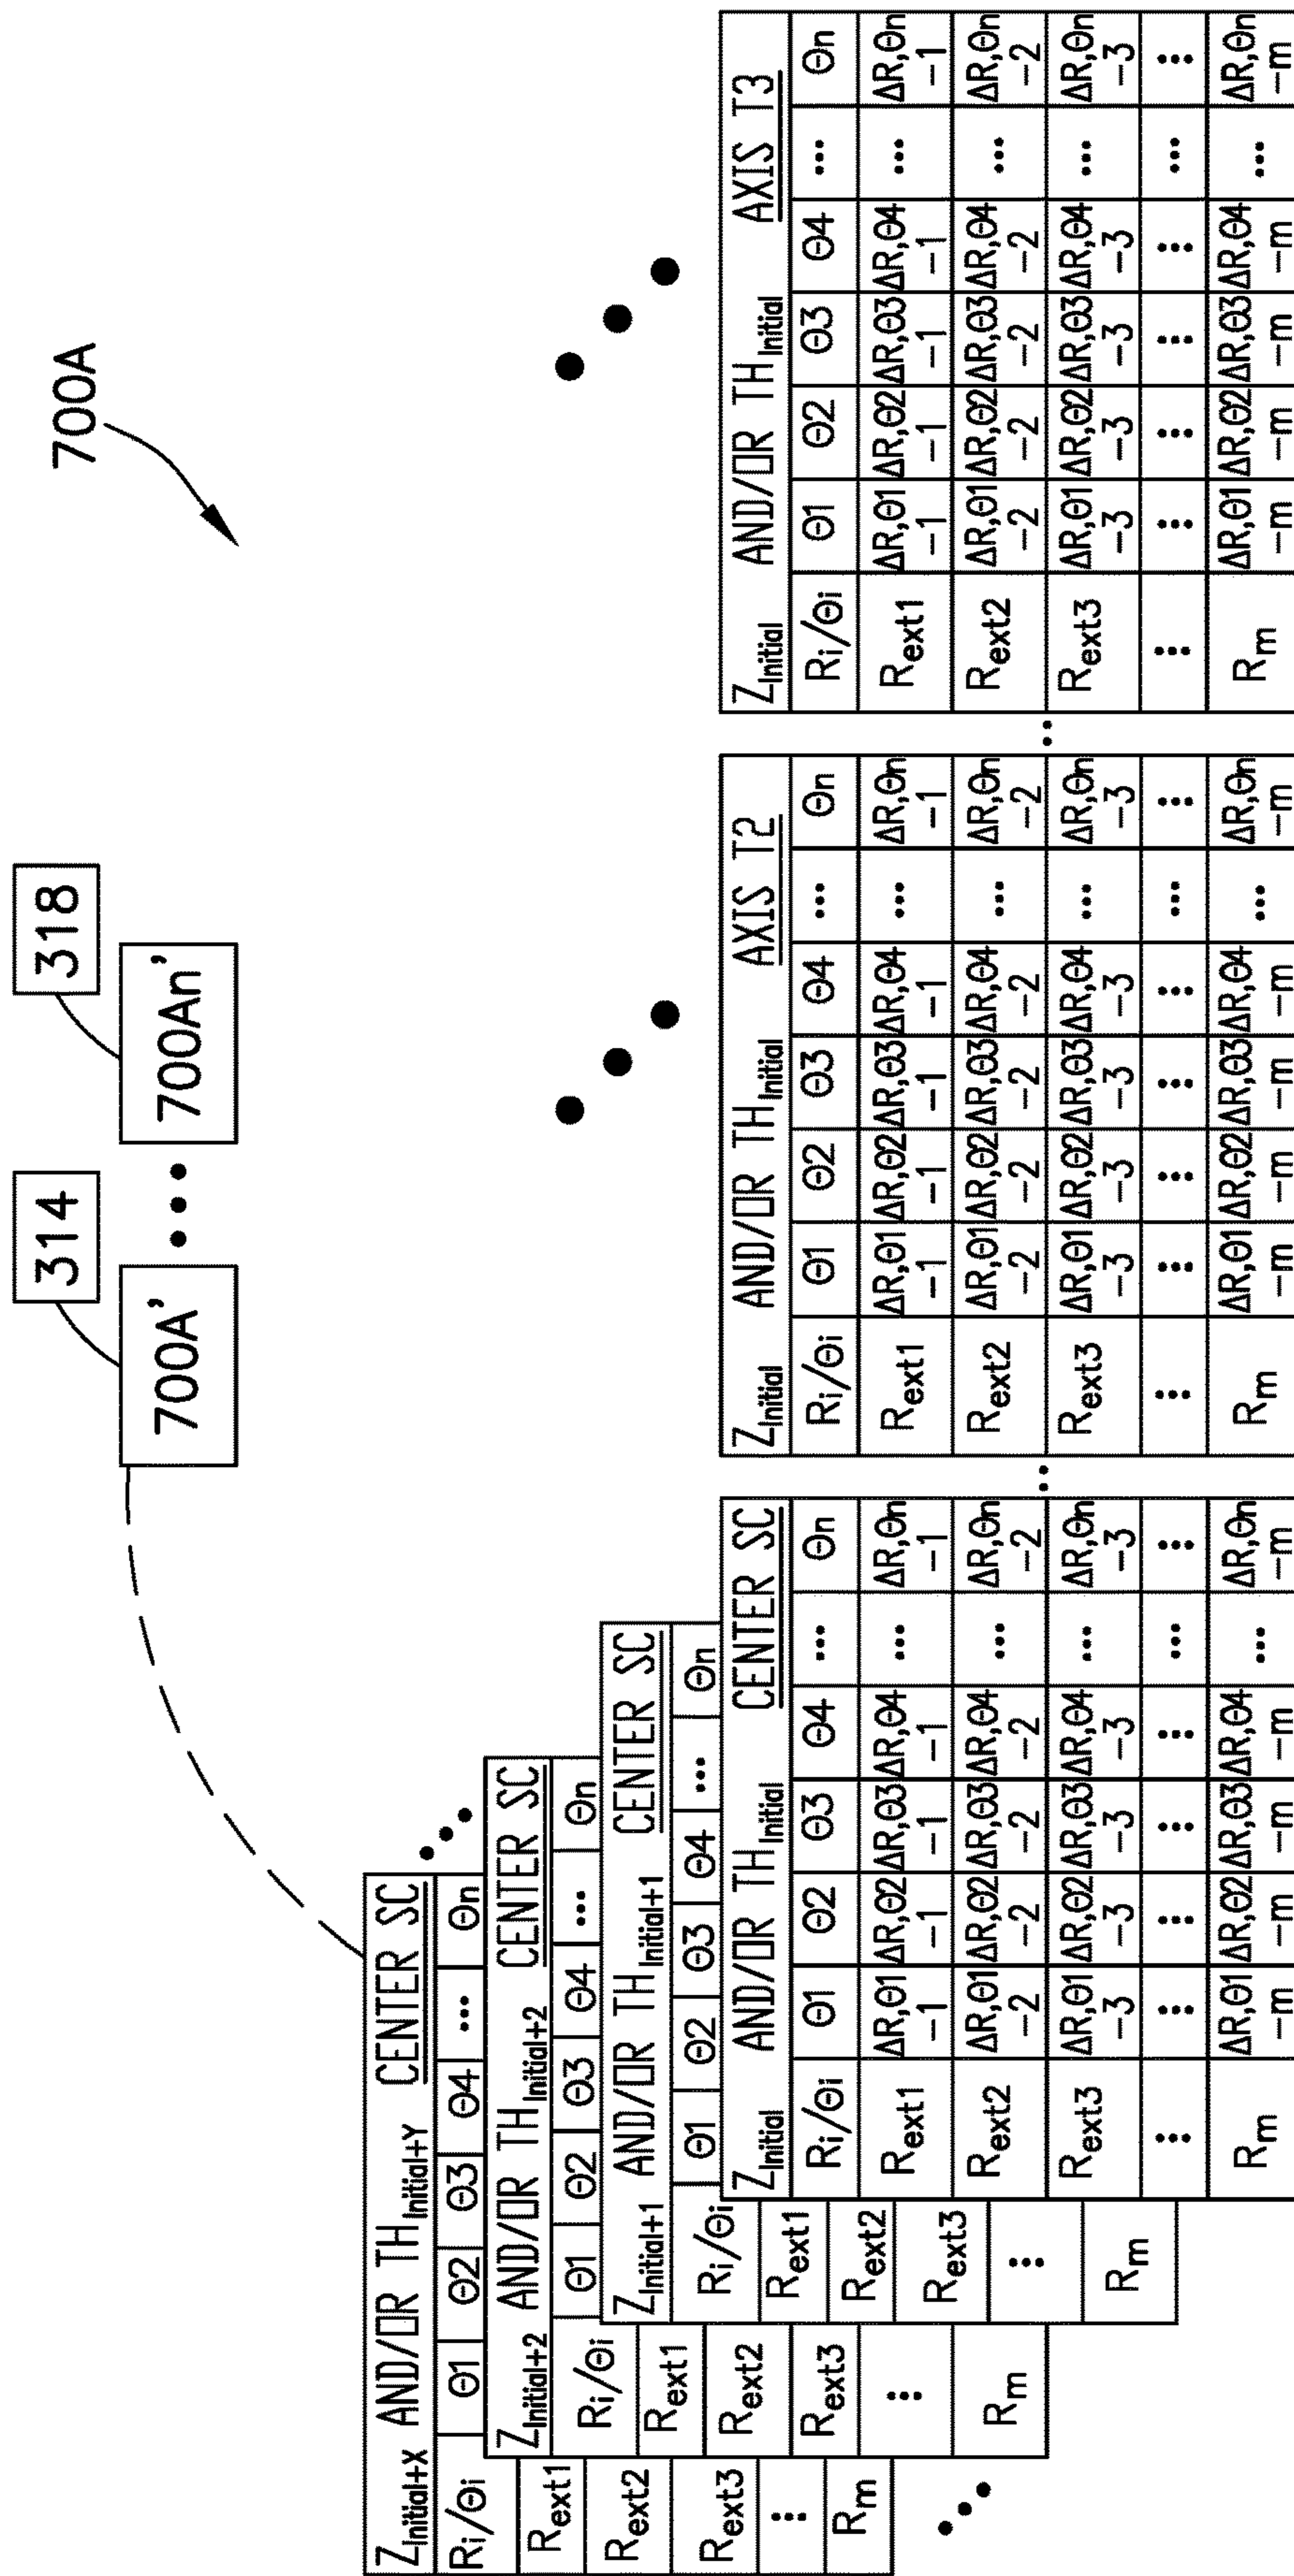 314 318
700A' ••• 700An'
700A
Z_Initial+X AND/OR TH_Initial+Y CENTER SC
Ri/Θi Θ1 Θ2 Θ3 Θ4 ... Θn
Rext1
Rext2
Rext3
...
Rm
Z_Initial+2 AND/OR TH_Initial+2 CENTER SC
Ri/Θi Θ1 Θ2 Θ3 Θ4 ... Θn
Rext1
Rext2
Rext3
...
Rm
Z_Initial+1 AND/OR TH_Initial+1 CENTER SC
Ri/Θi Θ1 Θ2 Θ3 Θ4 ... Θn
Rext1
Rext2
Rext3
...
Rm
Z_Initial AND/OR TH_Initial CENTER SC
Ri/Θi Θ1 Θ2 Θ3 Θ4 ... Θn
Rext1 ΔR,Θ1 ΔR,Θ2 ΔR,Θ3 ΔR,Θ4 ... ΔR,Θn
-1 -1 -1 -1 -1
Rext2 ΔR,Θ1 ΔR,Θ2 ΔR,Θ3 ΔR,Θ4 ... ΔR,Θn
-2 -2 -2 -2 -2
Rext3 ΔR,Θ1 ΔR,Θ2 ΔR,Θ3 ΔR,Θ4 ... ΔR,Θn
-3 -3 -3 -3 -3
... ... ... ... ... ... ...
Rm ΔR,Θ1 ΔR,Θ2 ΔR,Θ3 ΔR,Θ4 ... ΔR,Θn
-m -m -m -m -m
Z_Initial AND/OR TH_Initial AXIS T2
Ri/Θi Θ1 Θ2 Θ3 Θ4 ... Θn
Rext1 ΔR,Θ1 ΔR,Θ2 ΔR,Θ3 ΔR,Θ4 ... ΔR,Θn
-1 -1 -1 -1 -1
Rext2 ΔR,Θ1 ΔR,Θ2 ΔR,Θ3 ΔR,Θ4 ... ΔR,Θn
-2 -2 -2 -2 -2
Rext3 ΔR,Θ1 ΔR,Θ2 ΔR,Θ3 ΔR,Θ4 ... ΔR,Θn
-3 -3 -3 -3 -3
... ... ... ... ... ... ...
Rm ΔR,Θ1 ΔR,Θ2 ΔR,Θ3 ΔR,Θ4 ... ΔR,Θn
-m -m -m -m -m
Z_Initial AND/OR TH_Initial AXIS T3
Ri/Θi Θ1 Θ2 Θ3 Θ4 ... Θn
Rext1 ΔR,Θ1 ΔR,Θ2 ΔR,Θ3 ΔR,Θ4 ... ΔR,Θn
-1 -1 -1 -1 -1
Rext2 ΔR,Θ1 ΔR,Θ2 ΔR,Θ3 ΔR,Θ4 ... ΔR,Θn
-2 -2 -2 -2 -2
Rext3 ΔR,Θ1 ΔR,Θ2 ΔR,Θ3 ΔR,Θ4 ... ΔR,Θn
-3 -3 -3 -3 -3
... ... ... ... ... ... ...
Rm ΔR,Θ1 ΔR,Θ2 ΔR,Θ3 ΔR,Θ4 ... ΔR,Θn
-m -m -m -m -m